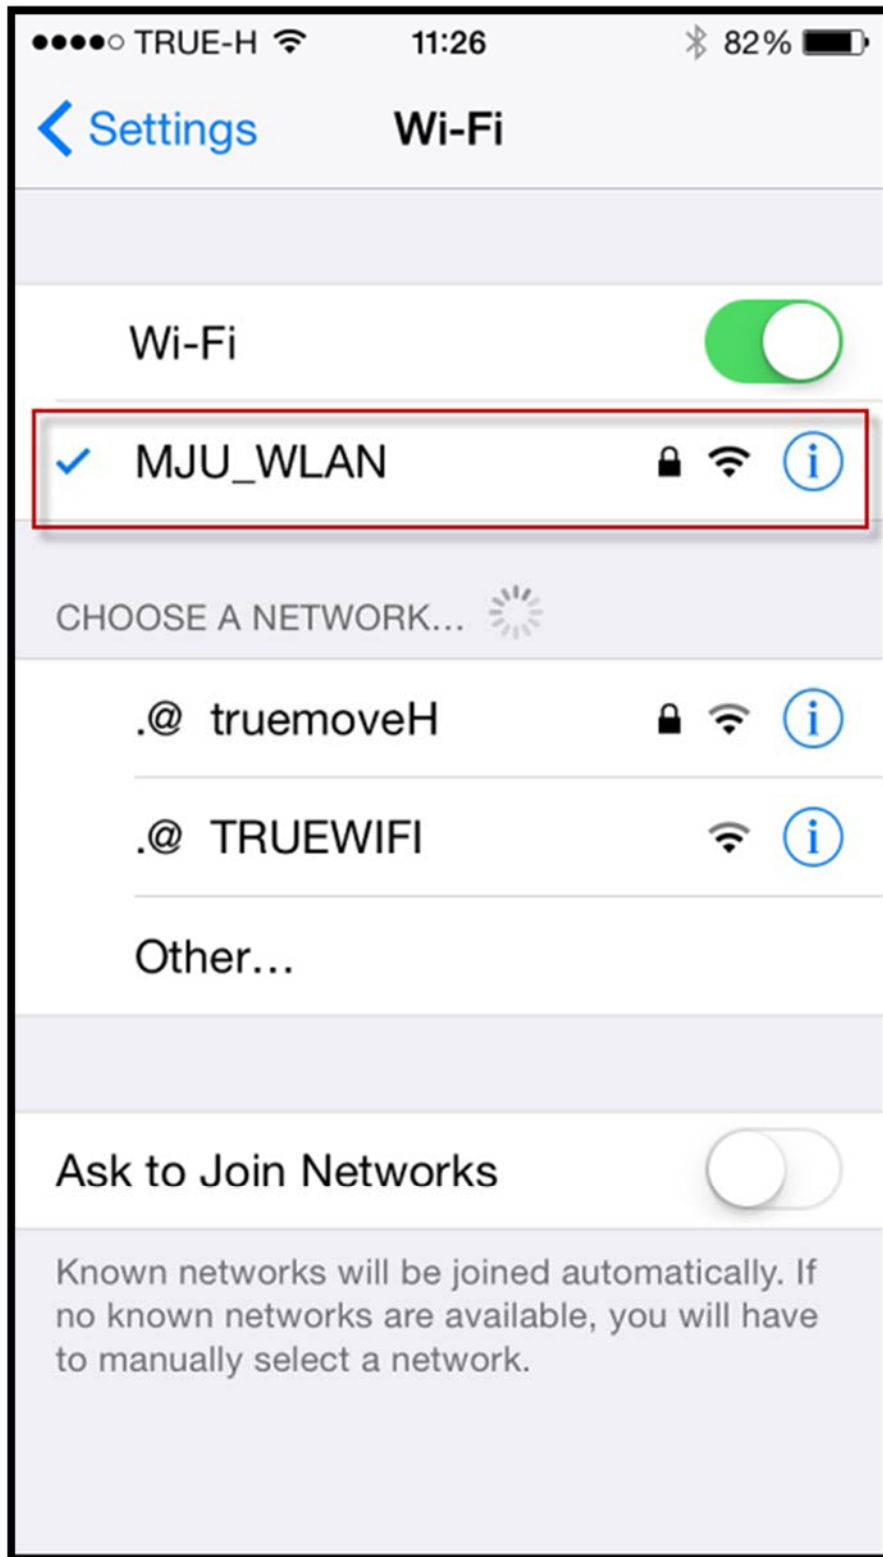 TRUE-H 11:26 82%
Settings Wi-Fi
Wi-Fi
MJU_WLAN
CHOOSE A NETWORK...
.@ truemoveH
.@ TRUEWIFI
Other...
Ask to Join Networks
Known networks will be joined automatically. If
no known networks are available, you will have
to manually select a network.